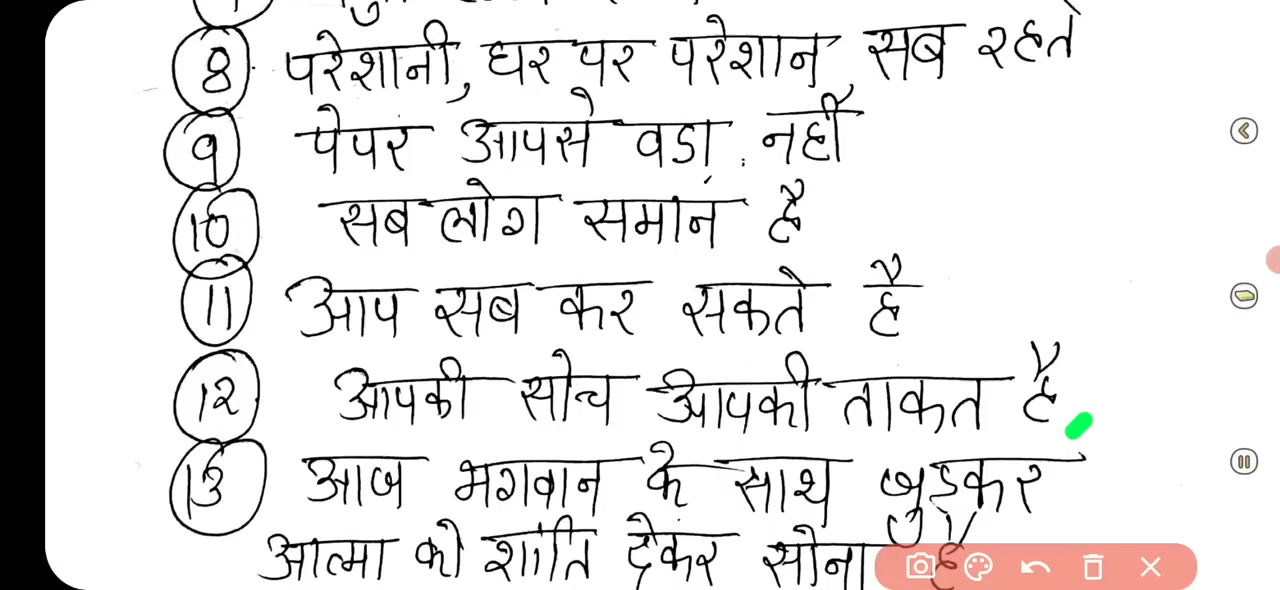 8 परेशानी, घर पर परेशान सब रहते
9 पेपर आपसे बडा नहीं
10 सब लोग समान है
11 आप सब कर सकते है
12 आपकी सोच आपकी ताकत है
13 आज भगवान के साथ जुडकर
आत्मा को शांति देकर सोना है